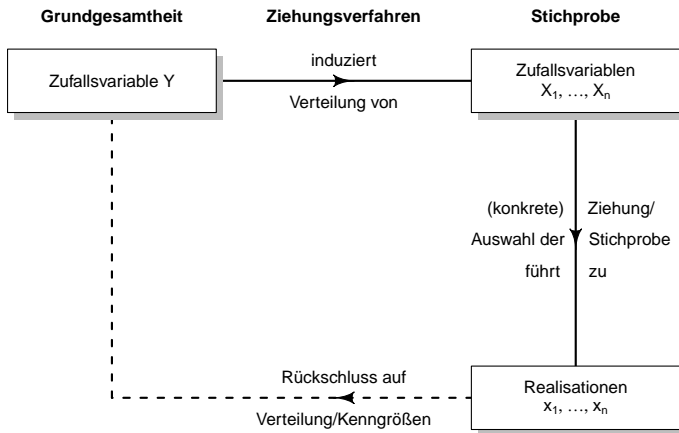 Grundgesamtheit
Ziehungsverfahren
Stichprobe
Zufallsvariable Y
induziert
Verteilung von
Zufallsvariablen
X₁, …, Xₙ
(konkrete) Ziehung/
Auswahl der Stichprobe
führt zu
Rückschluss auf
Verteilung/Kenngrößen
Realisationen
x₁, …, xₙ